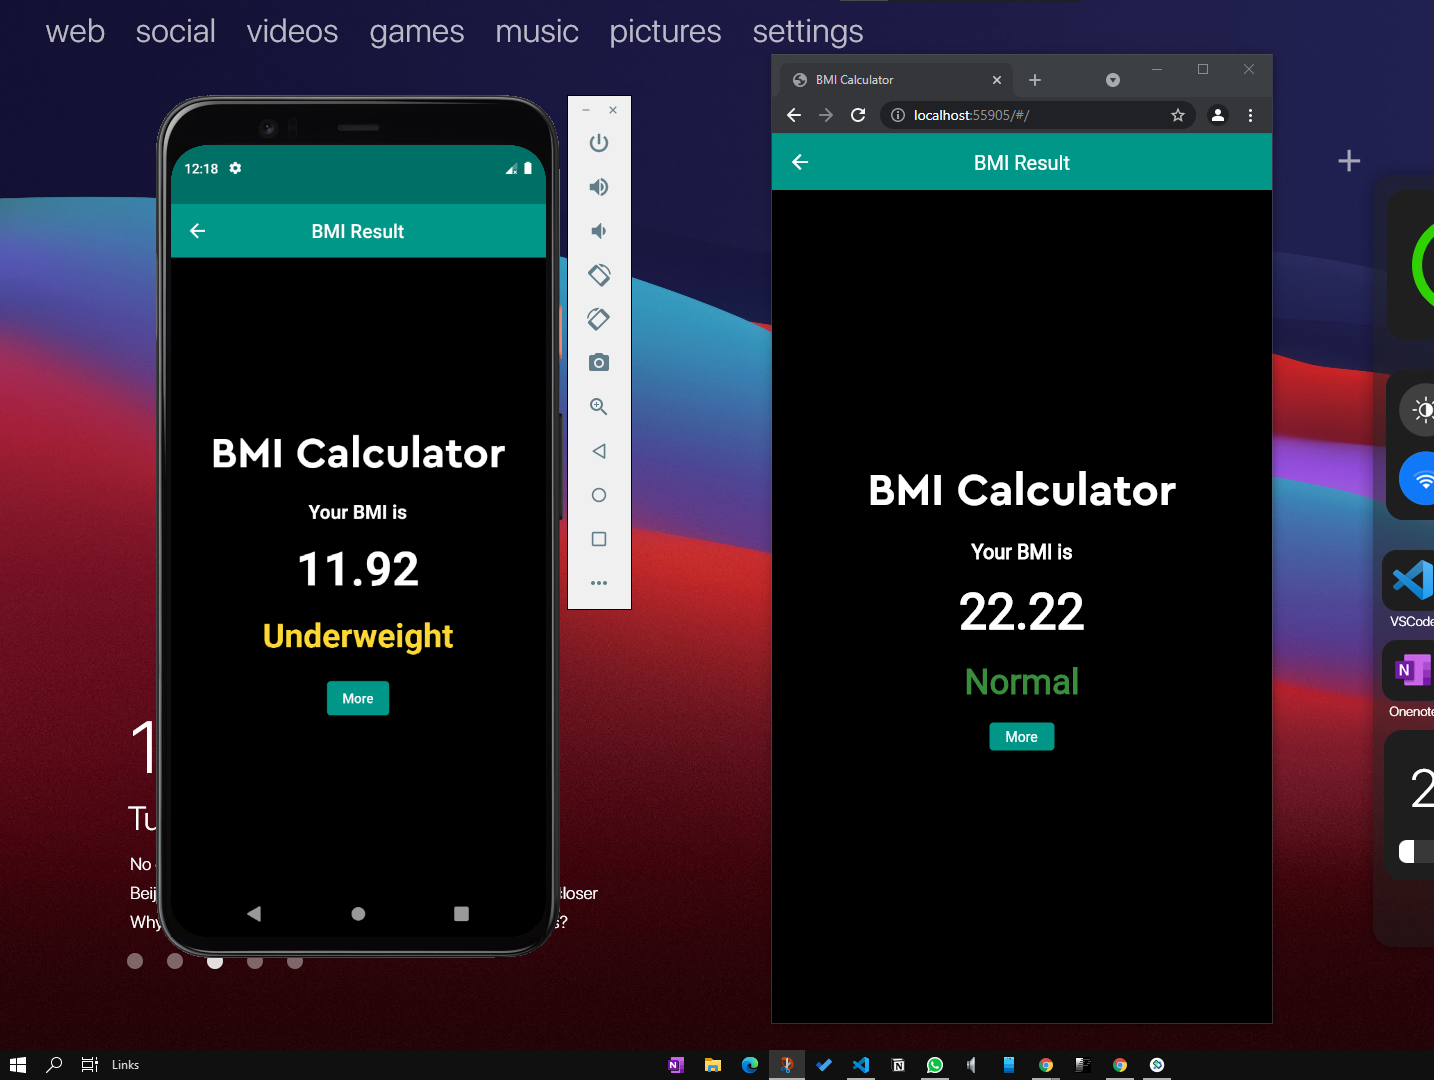 web social videos games music pictures settings
BMI Calculator
localhost:55905/#/
BMI Result
12:18
BMI Result
BMI Calculator
Your BMI is
11.92
Underweight
More
BMI Calculator
Your BMI is
22.22
Normal
More
VSCode
Onenote
1
Tu
No
Beij
closer
Why
s?
2
Links